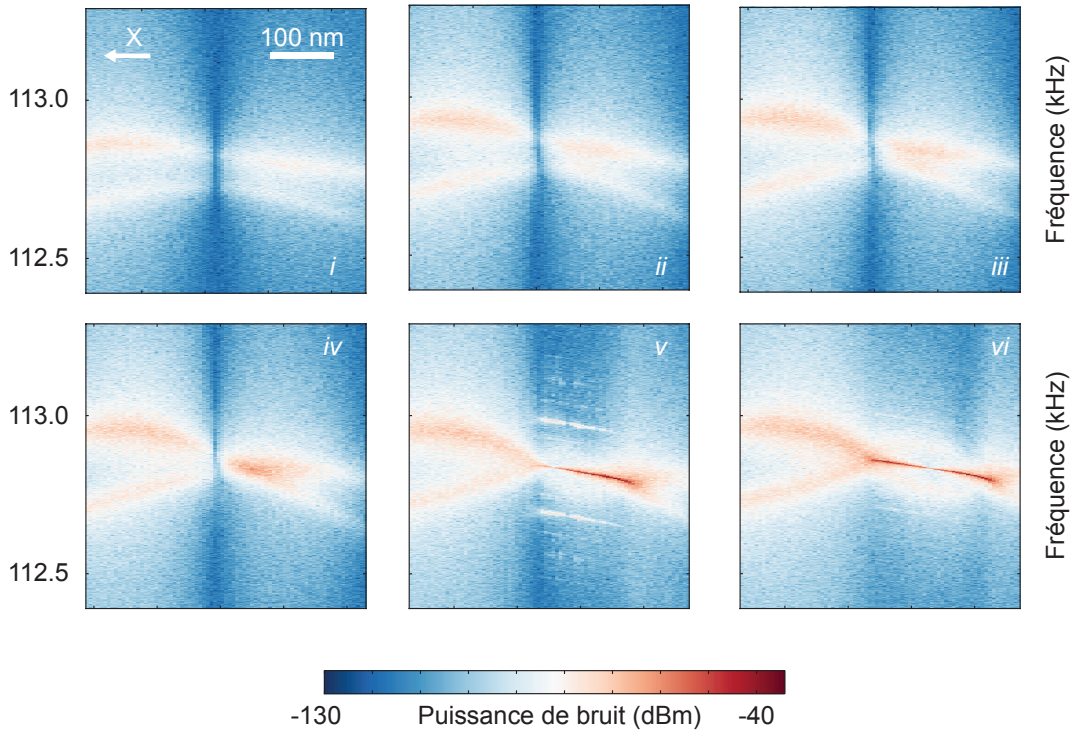 X
100 nm
113.0
112.5
i
ii
iii
Fréquence (kHz)
113.0
112.5
iv
v
vi
Fréquence (kHz)
-130
Puissance de bruit (dBm)
-40